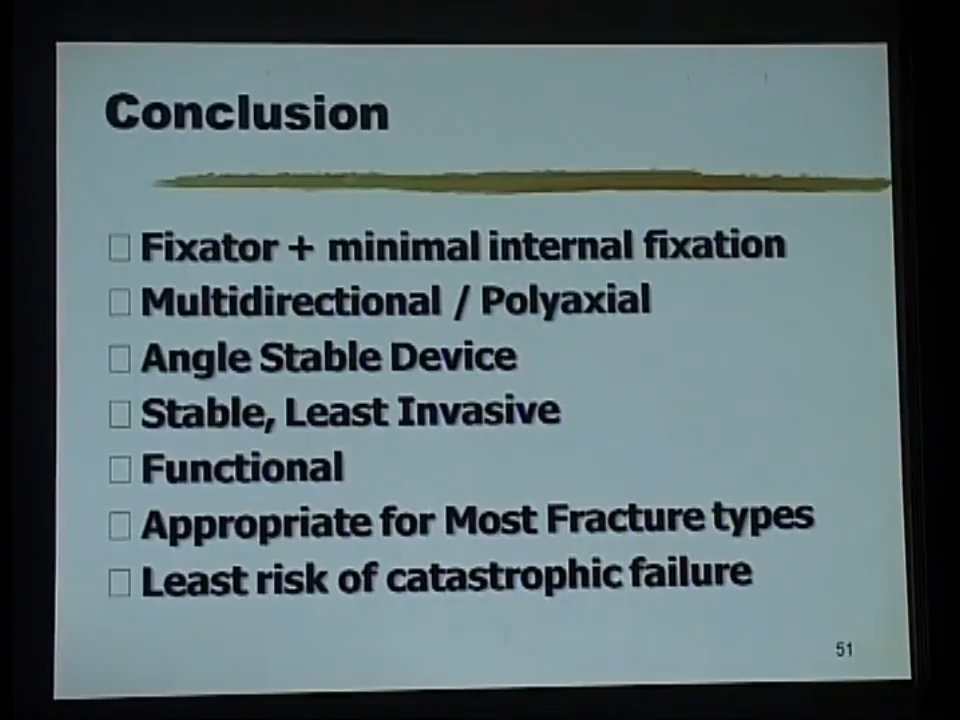 Conclusion
Fixator + minimal internal fixation
Multidirectional / Polyaxial
Angle Stable Device
Stable, Least Invasive
Functional
Appropriate for Most Fracture types
Least risk of catastrophic failure
51